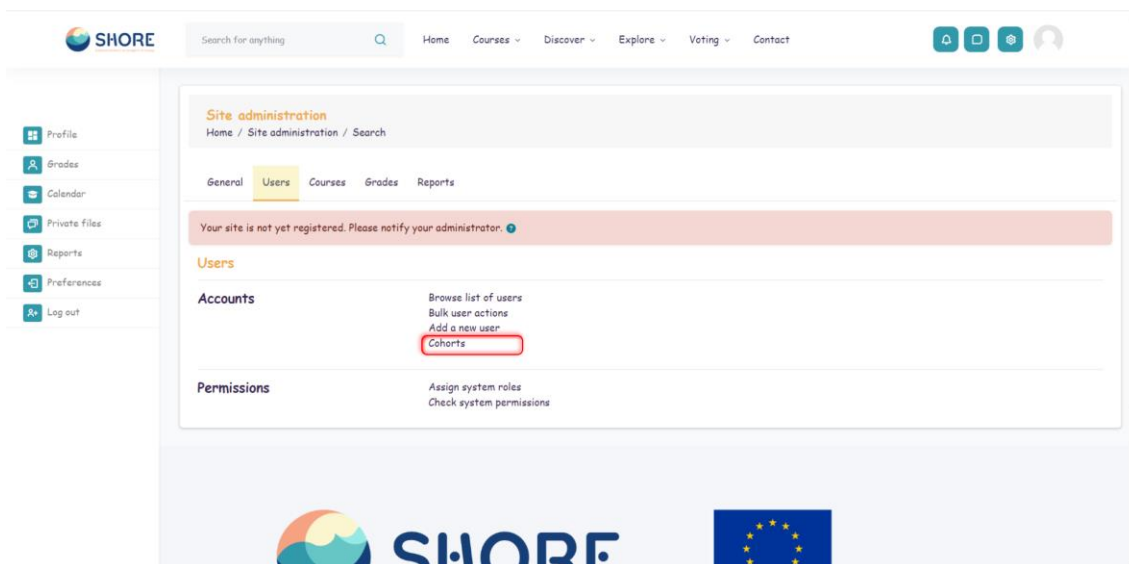 SHORE
Search for anything
Home Courses Discover Explore Voting Contact
Profile
Grades
Calendar
Private files
Reports
Preferences
Log out
Site administration
Home / Site administration / Search
General Users Courses Grades Reports
Your site is not yet registered. Please notify your administrator.
Users
Accounts
Browse list of users
Bulk user actions
Add a new user
Cohorts
Permissions
Assign system roles
Check system permissions
SHORE